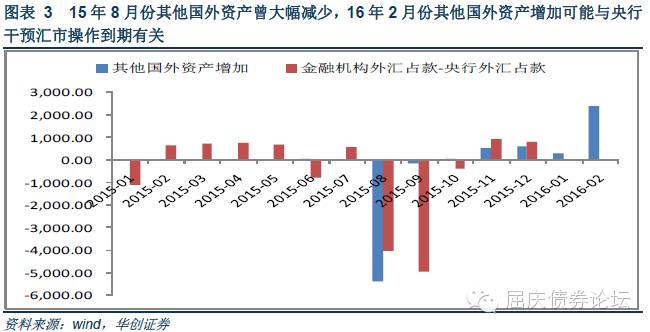 图表 3 15 年 8 月份其他国外资产曾大幅减少，16 年 2 月份其他国外资产增加可能与央行
干预汇市操作到期有关
其他国外资产增加 金融机构外汇占款-央行外汇占款
3,000.00
2,000.00
1,000.00
0.00
-1,000.00
-2,000.00
-3,000.00
-4,000.00
-5,000.00
-6,000.00
2015-01 2015-02 2015-03 2015-04 2015-05 2015-06 2015-07 2015-08 2015-09 2015-10 2015-11 2015-12 2016-01 2016-02
屈庆债券论坛
资料来源：wind，华创证券